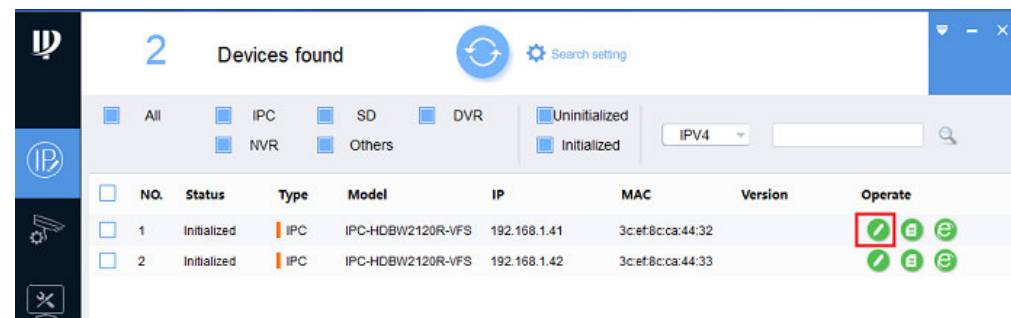 2 Devices found Search setting
All IPC SD DVR Uninitialized
NVR Others Initialized IPV4
NO. Status Type Model IP MAC Version Operate
1 Initialized IPC IPC-HDBW2120R-VFS 192.168.1.41 3c:ef:8c:ca:44:32
2 Initialized IPC IPC-HDBW2120R-VFS 192.168.1.42 3c:ef:8c:ca:44:33
IP